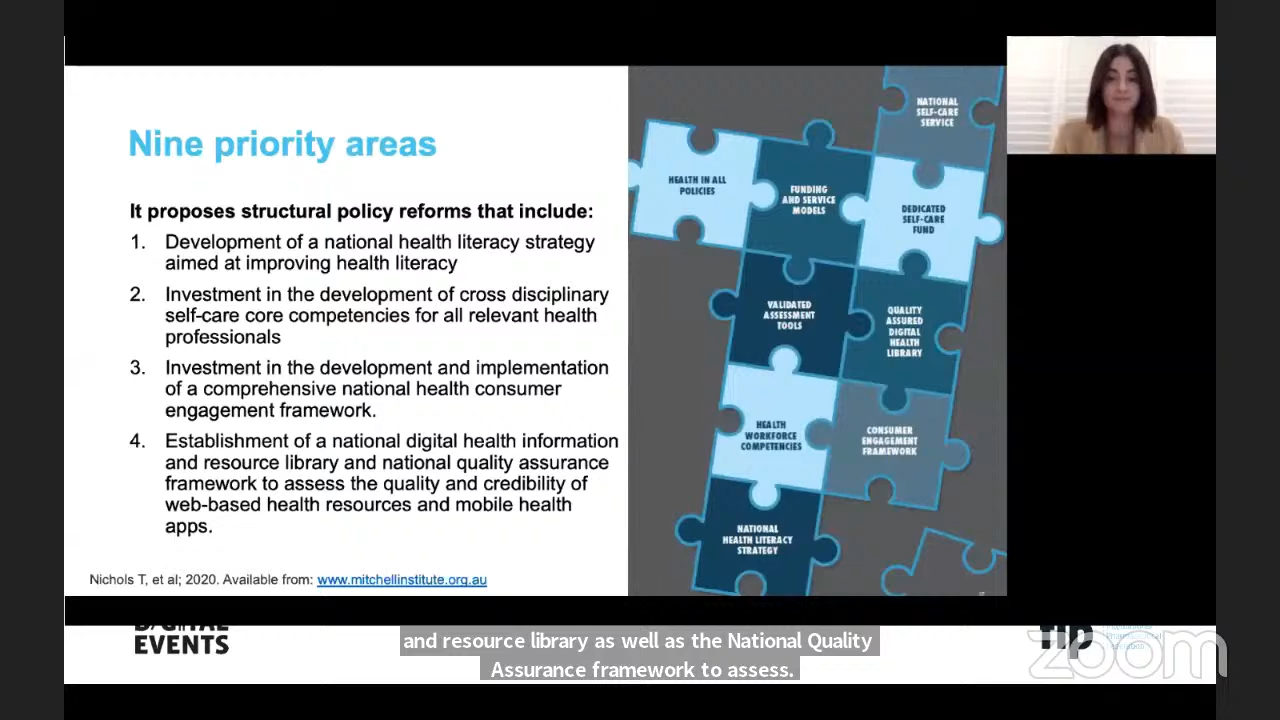 Nine priority areas
It proposes structural policy reforms that include:
1. Development of a national health literacy strategy
aimed at improving health literacy
2. Investment in the development of cross disciplinary
self-care core competencies for all relevant health
professionals
3. Investment in the development and implementation
of a comprehensive national health consumer
engagement framework.
4. Establishment of a national digital health information
and resource library and national quality assurance
framework to assess the quality and credibility of
web-based health resources and mobile health
apps.
Nichols T, et al; 2020. Available from: www.mitchellinstitute.org.au
NATIONAL
SELF-CARE
SERVICE
HEALTH IN ALL
POLICIES
FUNDING
AND SERVICE
MODELS
DEDICATED
SELF-CARE
FUND
VALIDATED
ASSESSMENT
TOOLS
QUALITY
ASSURED
DIGITAL
HEALTH
LIBRARY
HEALTH
WORKFORCE
COMPETENCIES
CONSUMER
ENGAGEMENT
FRAMEWORK
NATIONAL
HEALTH LITERACY
STRATEGY
DIGITAL
EVENTS
and resource library as well as the National Quality
Assurance framework to assess.
fip
zoom